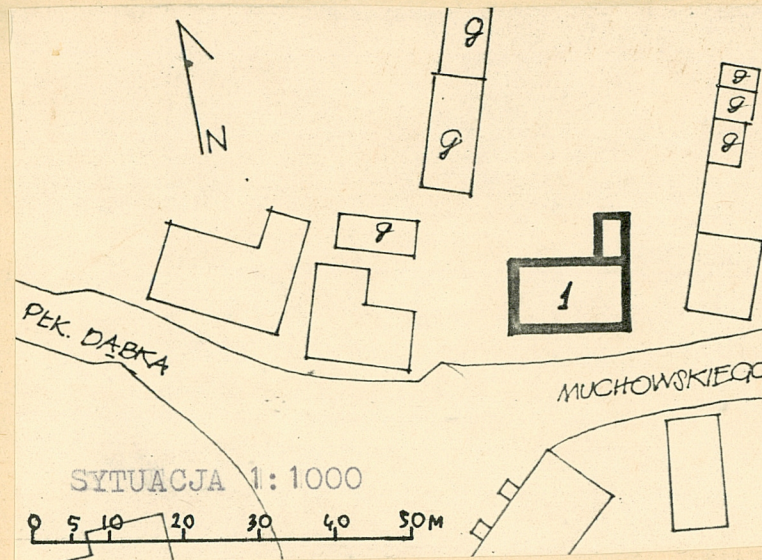 g
g
g
g
g
N
g
1
PŁK. DĄBKA
MUCHOWSKIEGO
SYTUACJA 1:1000
0 5 10 20 30 40 50M